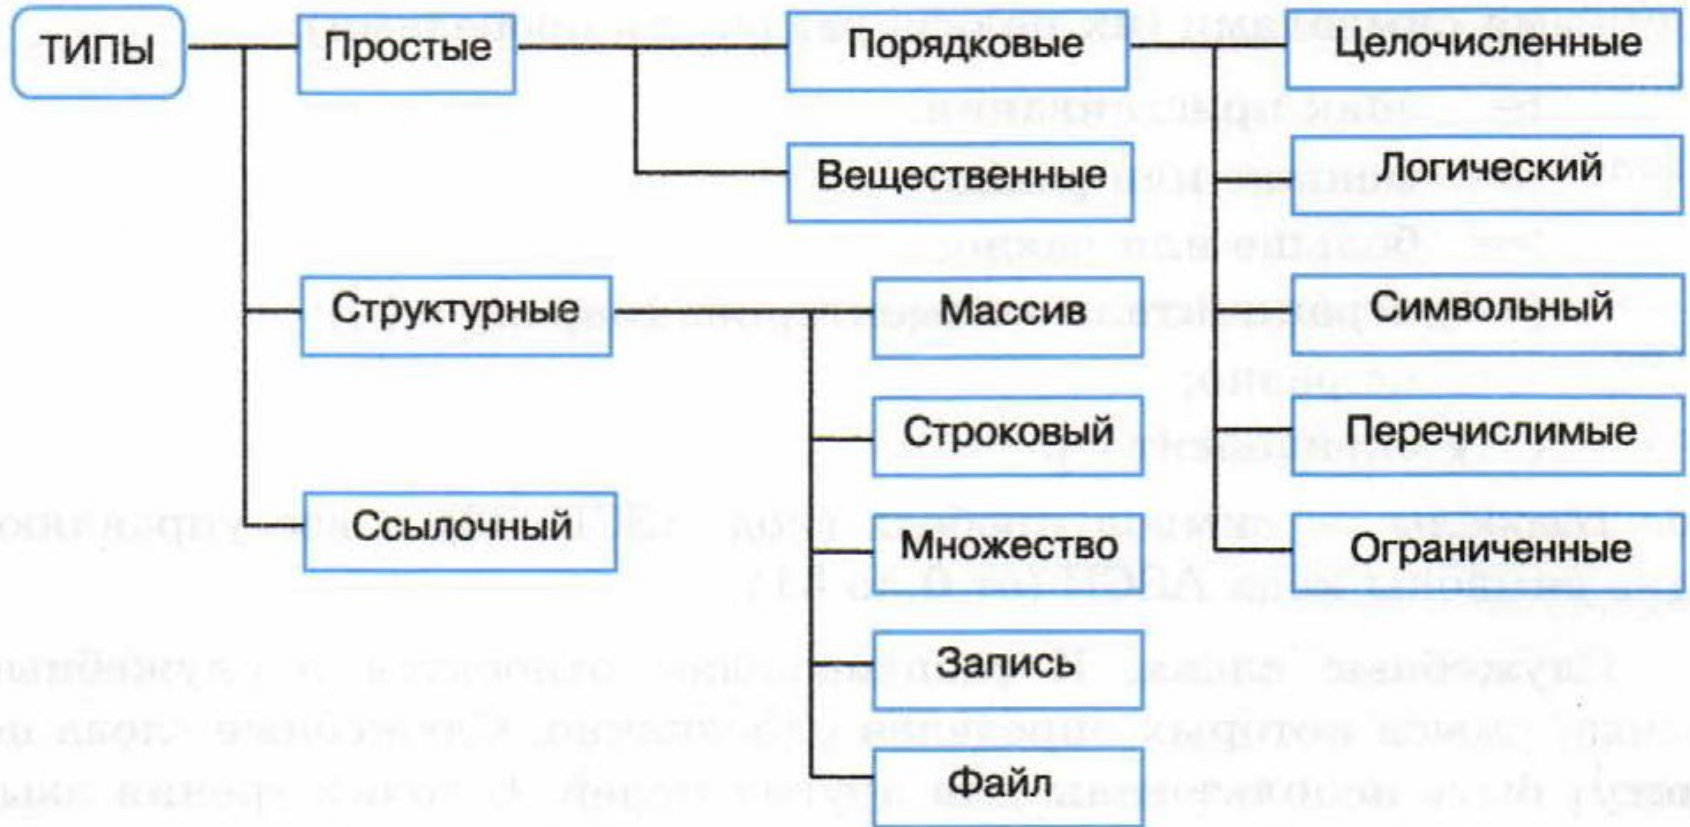 ТИПЫ Простые Порядковые Целочисленные
Вещественные Логический
Структурные Массив Символьный
Строковый Перечислимые
Ссылочный Множество Ограниченные
Запись
Файл